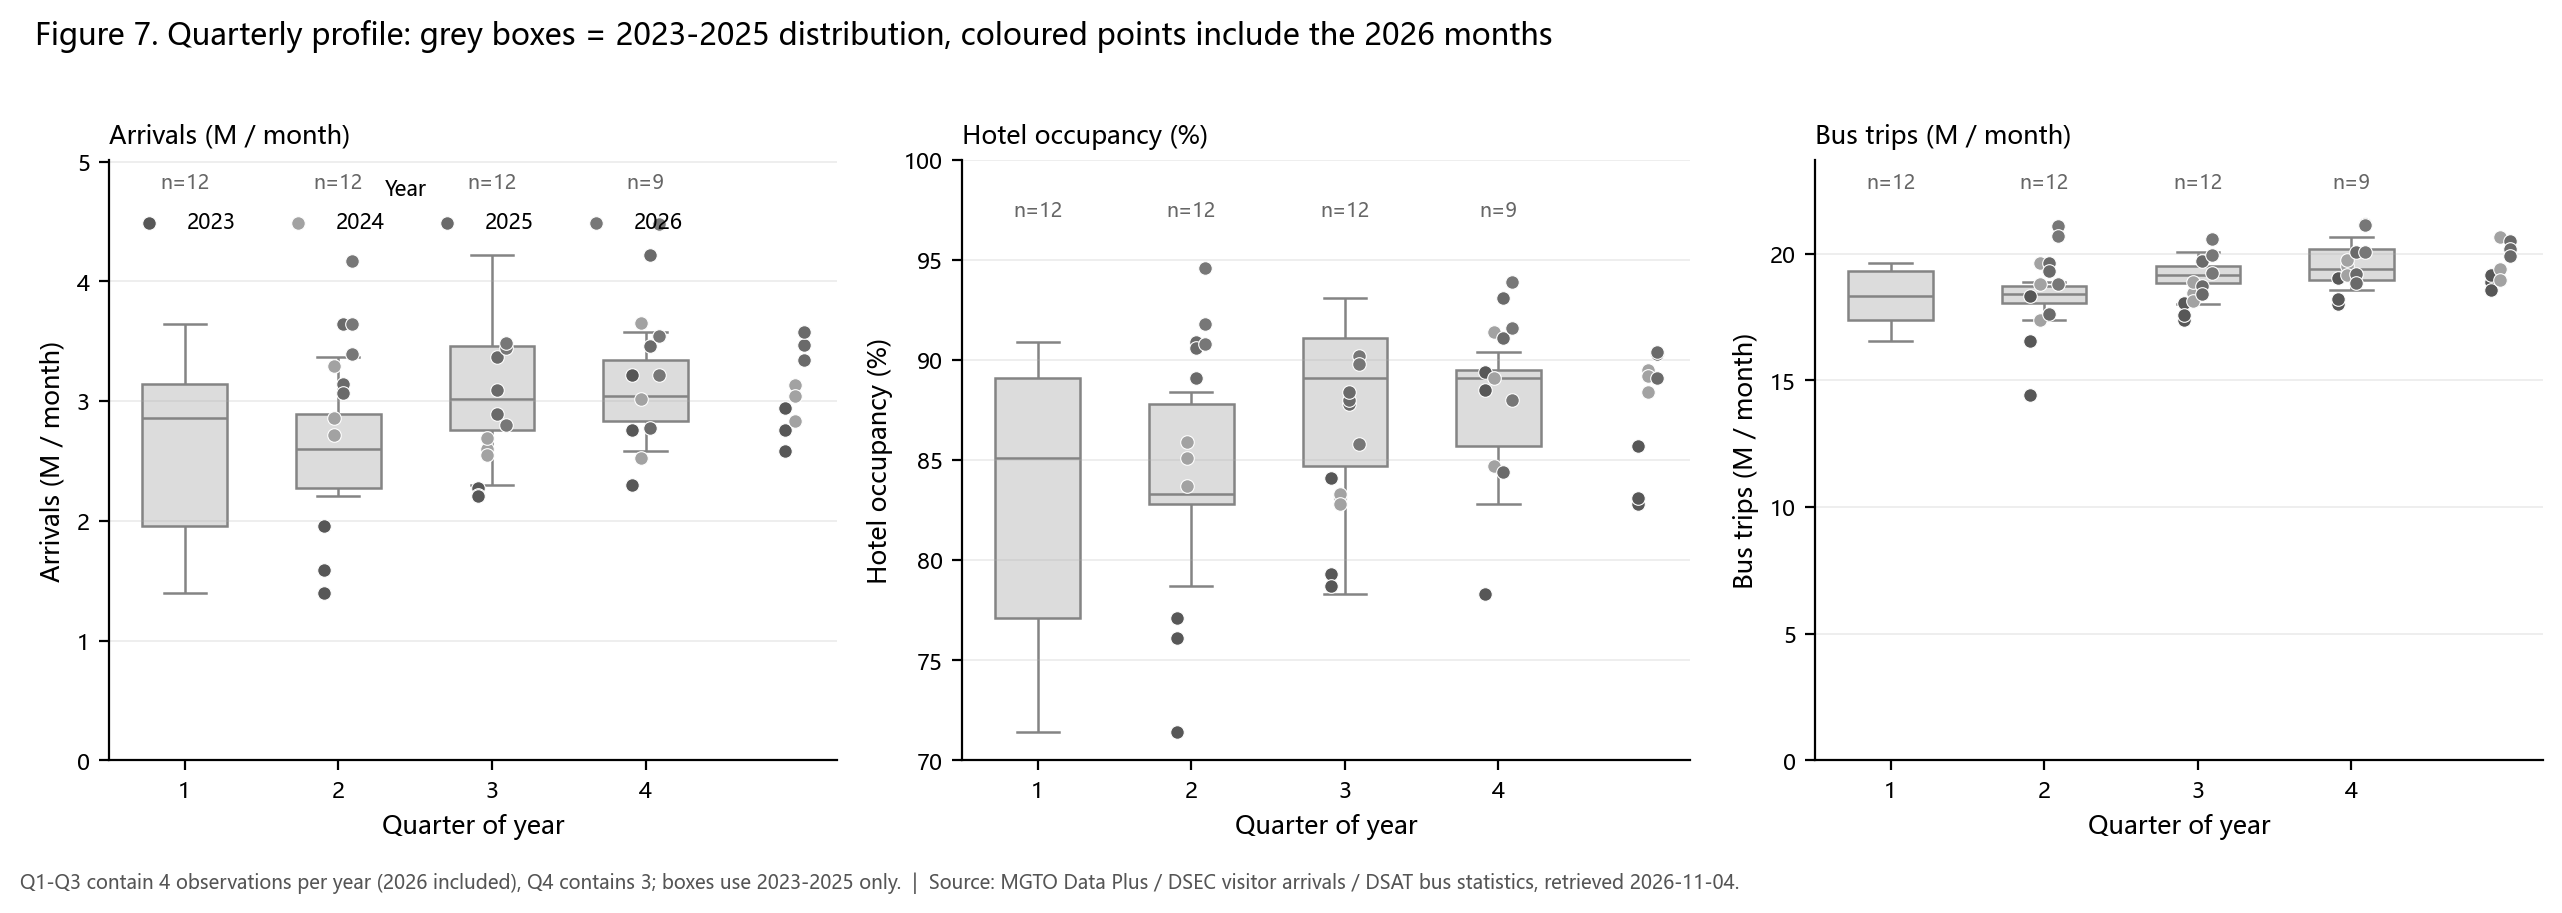 Figure 7. Quarterly profile: grey boxes = 2023-2025 distribution, coloured points include the 2026 months
Arrivals (M / month)
5
4
3
2
1
0
Arrivals (M / month)
n=12
n=12
n=12
n=9
Year
2023
2024
2025
2026
1
2
3
4
Quarter of year
Hotel occupancy (%)
100
95
90
85
80
75
70
Hotel occupancy (%)
n=12
n=12
n=12
n=9
1
2
3
4
Quarter of year
Bus trips (M / month)
20
15
10
5
0
Bus trips (M / month)
n=12
n=12
n=12
n=9
1
2
3
4
Quarter of year
Q1-Q3 contain 4 observations per year (2026 included), Q4 contains 3; boxes use 2023-2025 only.  |  Source: MGTO Data Plus / DSEC visitor arrivals / DSAT bus statistics, retrieved 2026-11-04.